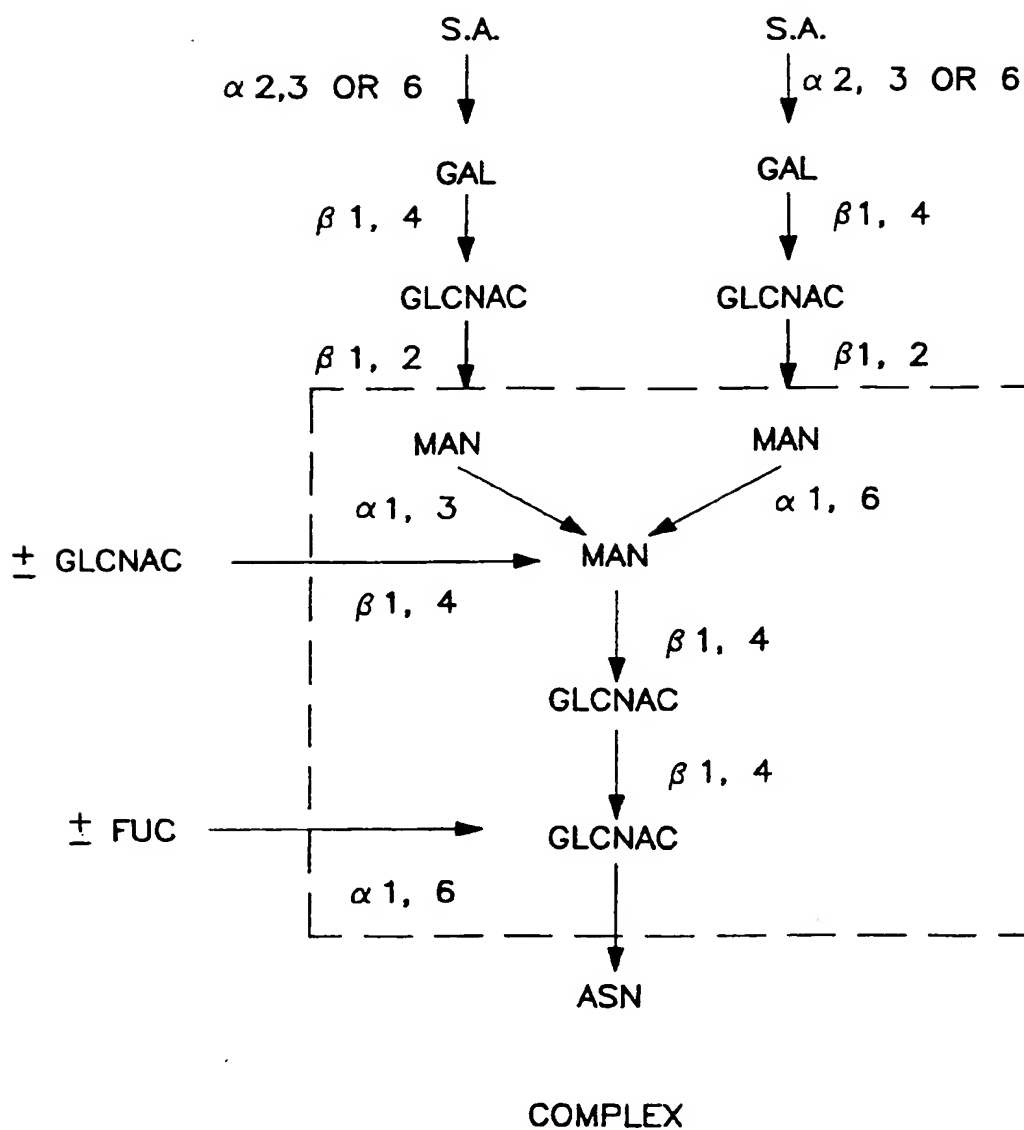 S.A. S.A.
α 2,3 OR 6 α 2, 3 OR 6
GAL GAL
β 1, 4 β1, 4
GLCNAC GLCNAC
β 1, 2 β1, 2
MAN MAN
α 1, 3 α 1, 6
± GLCNAC MAN
β 1, 4
β 1, 4
GLCNAC
β 1, 4
± FUC GLCNAC
α 1, 6
ASN
COMPLEX